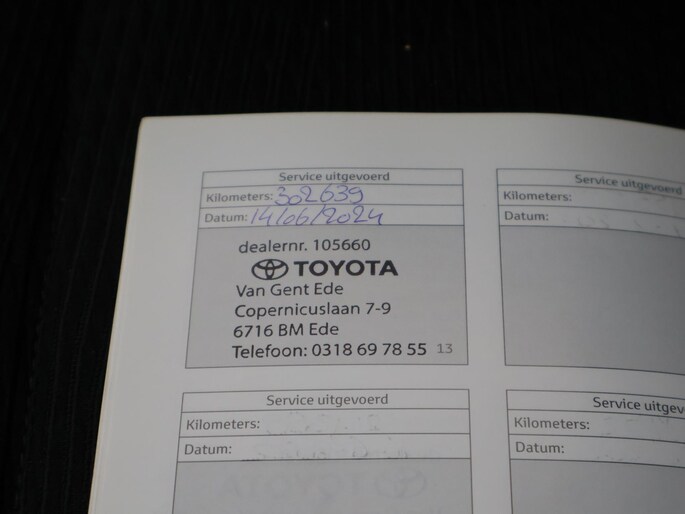 Service uitgevoerd
Kilometers: 302639
Datum: 14/06/2024
dealernr. 105660
TOYOTA
Van Gent Ede
Copernicuslaan 7-9
6716 BM Ede
Telefoon: 0318 69 78 55 13
Service uitgevoerd
Kilometers:
Datum:
Service uitgevoerd
Kilometers:
Datum:
Service uitgev
Kilometers:
Datum: